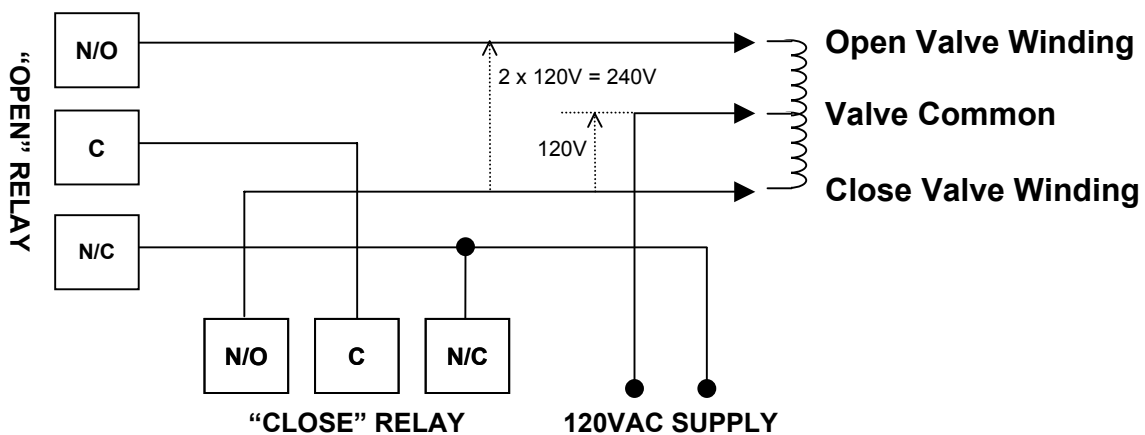 “OPEN” RELAY
N/O
Open Valve Winding
2 x 120V = 240V
Valve Common
C
120V
Close Valve Winding
N/C
N/O
C
N/C
“CLOSE” RELAY
120VAC SUPPLY